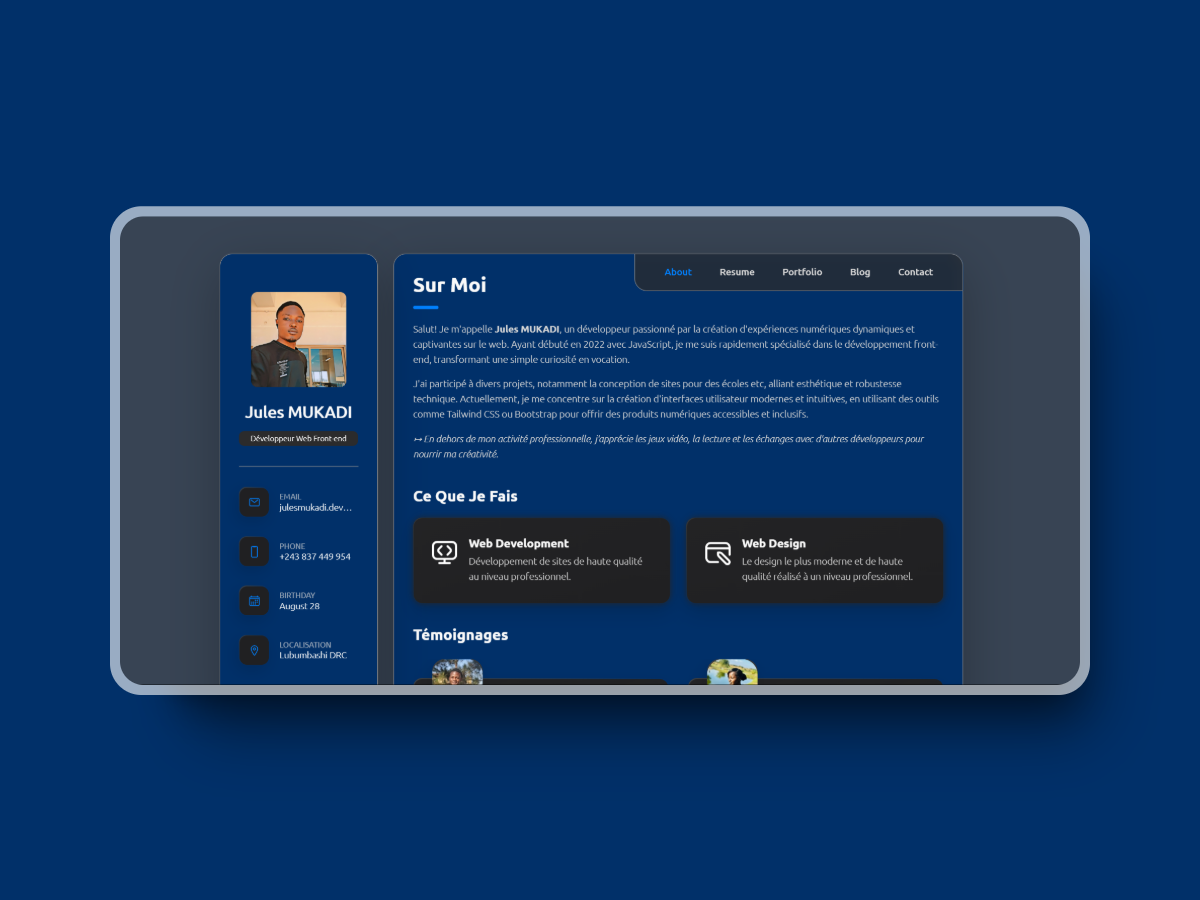 Jules MUKADI
Développeur Web Front-end
EMAIL
julesmukadi.dev...
PHONE
+243 837 449 954
BIRTHDAY
August 28
LOCALISATION
Lubumbashi DRC
About
Resume
Portfolio
Blog
Contact
Sur Moi
Salut! Je m'appelle Jules MUKADI, un développeur passionné par la création d'expériences numériques dynamiques et
captivantes sur le web. Ayant débuté en 2022 avec JavaScript, je me suis rapidement spécialisé dans le développement front-
end, transformant une simple curiosité en vocation.
J'ai participé à divers projets, notamment la conception de sites pour des écoles etc, alliant esthétique et robustesse
technique. Actuellement, je me concentre sur la création d'interfaces utilisateur modernes et intuitives, en utilisant des outils
comme Tailwind CSS ou Bootstrap pour offrir des produits numériques accessibles et inclusifs.
↦ En dehors de mon activité professionnelle, j'apprécie les jeux vidéo, la lecture et les échanges avec d'autres développeurs pour
nourrir ma créativité.
Ce Que Je Fais
Web Development
Développement de sites de haute qualité
au niveau professionnel.
Web Design
Le design le plus moderne et de haute
qualité réalisé à un niveau professionnel.
Témoignages